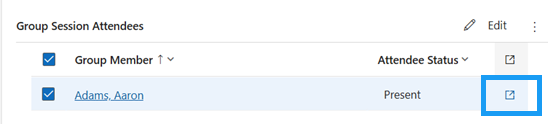 Group Session Attendees Edit
Group Member ↑ Attendee Status
Adams, Aaron Present